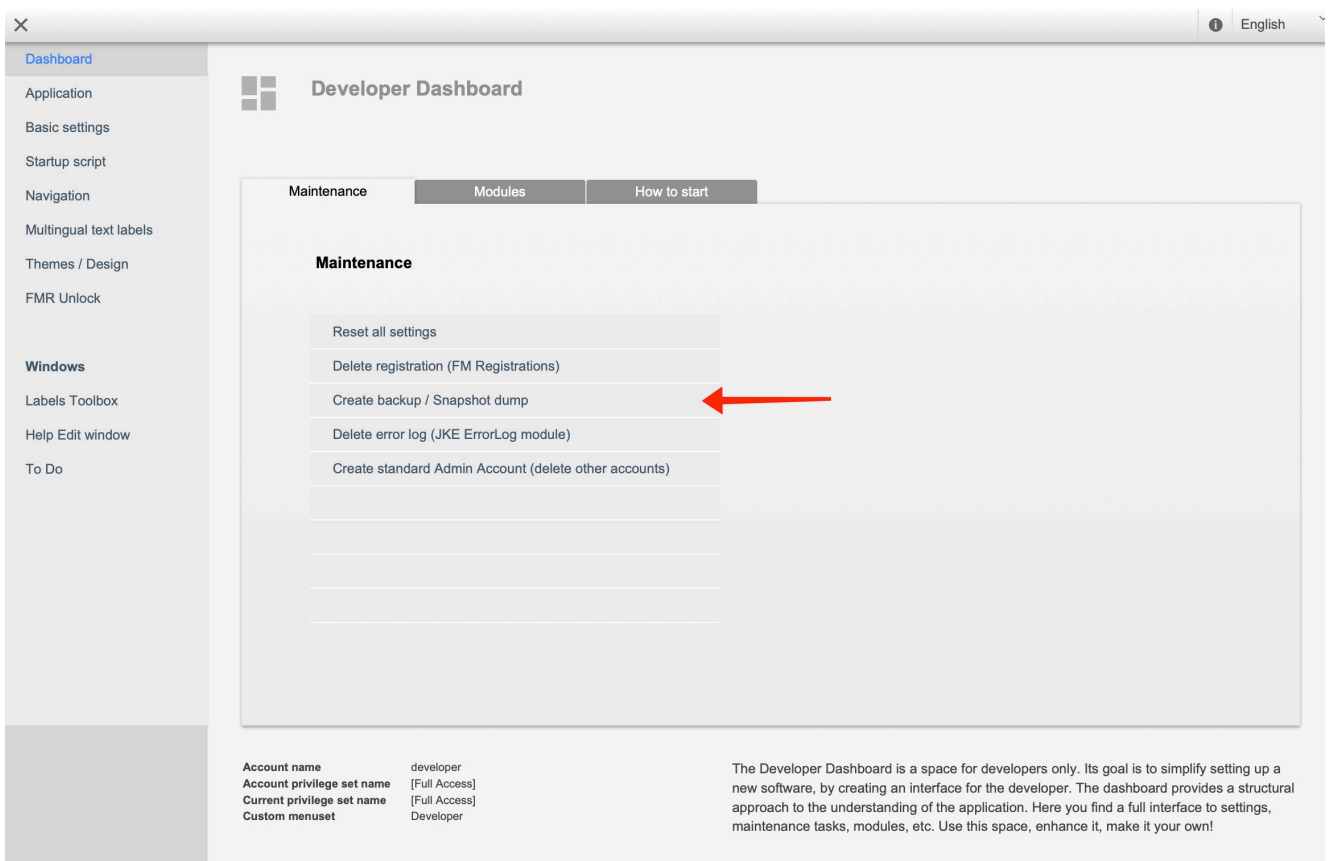 English
Dashboard
Application
Basic settings
Startup script
Navigation
Multingual text labels
Themes / Design
FMR Unlock
Windows
Labels Toolbox
Help Edit window
To Do
Developer Dashboard
Maintenance
Modules
How to start
Maintenance
Reset all settings
Delete registration (FM Registrations)
Create backup / Snapshot dump
Delete error log (JKE ErrorLog module)
Create standard Admin Account (delete other accounts)
Account name developer
Account privilege set name [Full Access]
Current privilege set name [Full Access]
Custom menuset Developer
The Developer Dashboard is a space for developers only. Its goal is to simplify setting up a
new software, by creating an interface for the developer. The dashboard provides a structural
approach to the understanding of the application. Here you find a full interface to settings,
maintenance tasks, modules, etc. Use this space, enhance it, make it your own!